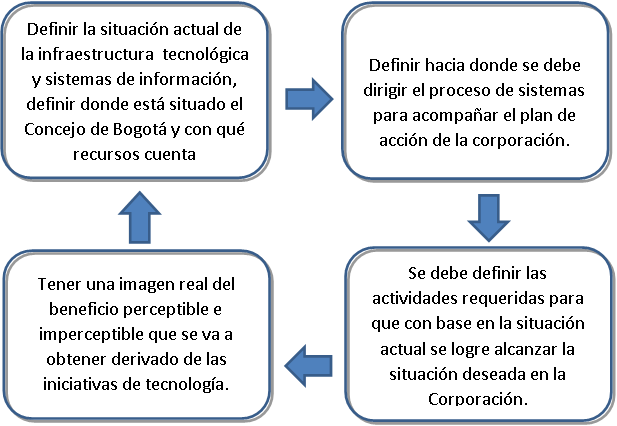 Definir la situación actual de
la infraestructura tecnológica
y sistemas de información,
definir donde está situado el
Concejo de Bogotá y con qué
recursos cuenta
Definir hacia donde se debe
dirigir el proceso de sistemas
para acompañar el plan de
acción de la corporación.
Se debe definir las
actividades requeridas para
que con base en la situación
actual se logre alcanzar la
situación deseada en la
Corporación.
Tener una imagen real del
beneficio perceptible e
imperceptible que se va a
obtener derivado de las
iniciativas de tecnología.